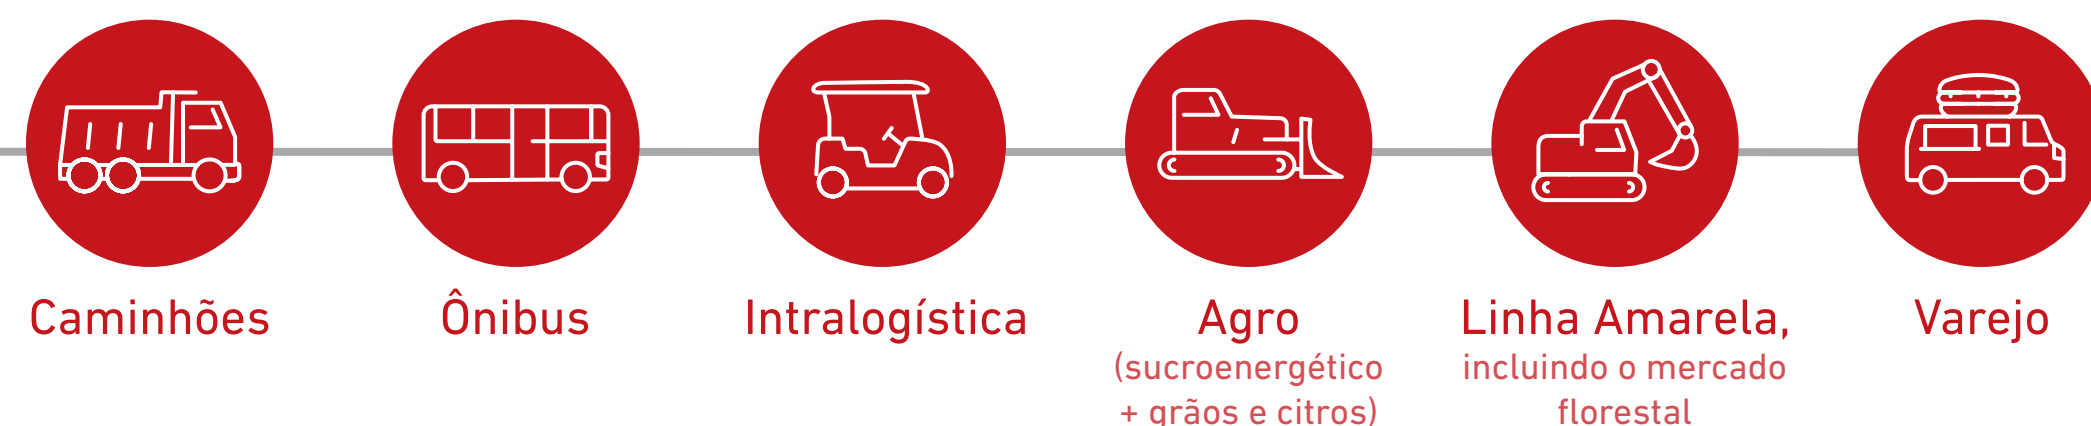 Caminhões
Ônibus
Intralogística
Agro
(sucroenergético
+ grãos e citros)
Linha Amarela,
incluindo o mercado
florestal
Varejo